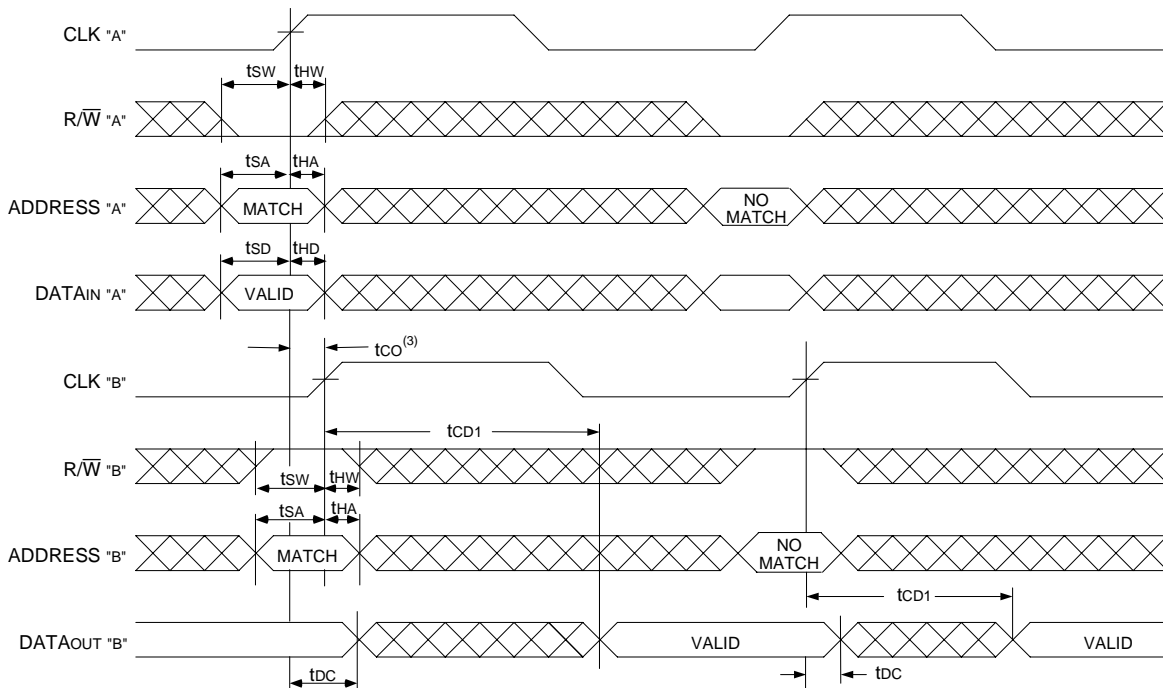 CLK "A"
tSW tHW
R/W̅ "A"
tSA tHA
ADDRESS "A" MATCH NO MATCH
tSD tHD
DATAIN "A" VALID
tCO(3)
CLK "B"
tCD1
R/W̅ "B"
tSW tHW
tSA tHA
ADDRESS "B" MATCH NO MATCH
tCD1
DATAOUT "B" VALID VALID
tDC tDC